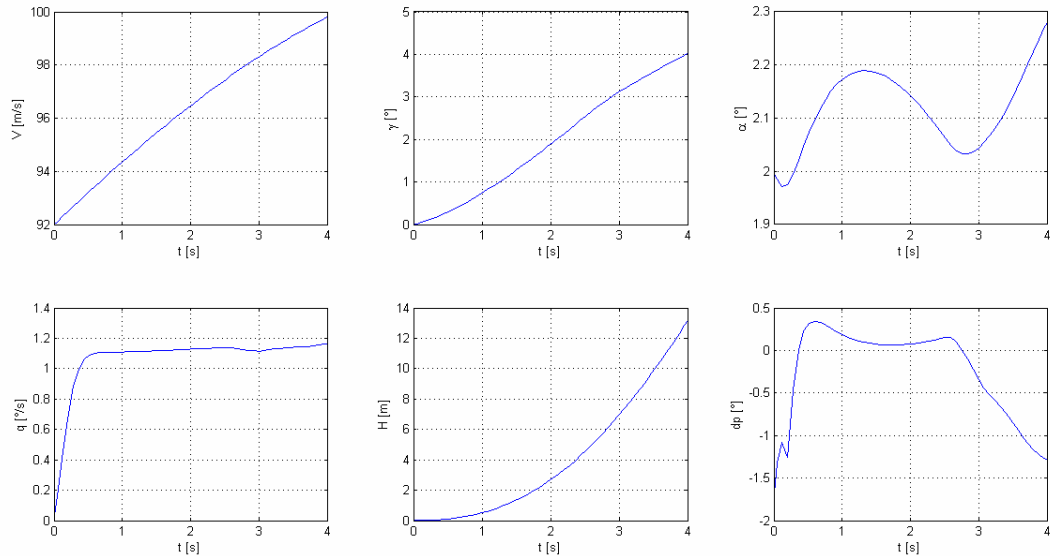 V [m/s]
100
98
96
94
92
0 1 2 3 4
t [s]
γ [°]
5
4
3
2
1
0
0 1 2 3 4
t [s]
α [°]
2.3
2.2
2.1
2
1.9
0 1 2 3 4
t [s]
q [°/s]
1.4
1.2
1
0.8
0.6
0.4
0.2
0
0 1 2 3 4
t [s]
H [m]
14
12
10
8
6
4
2
0
0 1 2 3 4
t [s]
dp [°]
0.5
0
-0.5
-1
-1.5
-2
0 1 2 3 4
t [s]